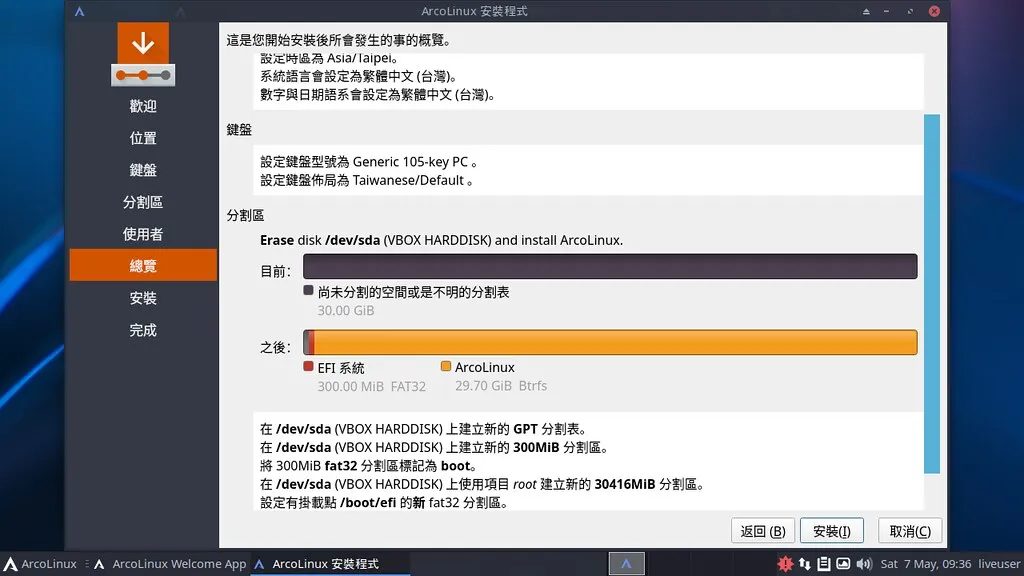 ArcoLinux 安裝程式
歡迎
位置
鍵盤
分割區
使用者
總覽
安裝
完成
這是您開始安裝後所會發生的事的概覽。
設定時區為 Asia/Taipei。
系統語言會設定為繁體中文 (台灣)。
數字與日期語系會設定為繁體中文 (台灣)。
鍵盤
設定鍵盤型號為 Generic 105-key PC 。
設定鍵盤佈局為 Taiwanese/Default 。
分割區
Erase disk /dev/sda (VBOX HARDDISK) and install ArcoLinux.
目前：
尚未分割的空間或是不明的分割表
30.00 GiB
之後：
EFI 系統 ArcoLinux
300.00 MiB FAT32 29.70 GiB Btrfs
在 /dev/sda (VBOX HARDDISK) 上建立新的 GPT 分割表。
在 /dev/sda (VBOX HARDDISK) 上建立新的 300MiB 分割區。
將 300MiB fat32 分割區標記為 boot。
在 /dev/sda (VBOX HARDDISK) 上使用項目 root 建立新的 30416MiB 分割區。
設定有掛載點 /boot/efi 的新 fat32 分割區。
返回 (B) 安裝(I) 取消(C)
ArcoLinux ArcoLinux Welcome App ArcoLinux 安裝程式 Sat 7 May, 09:36 liveuser